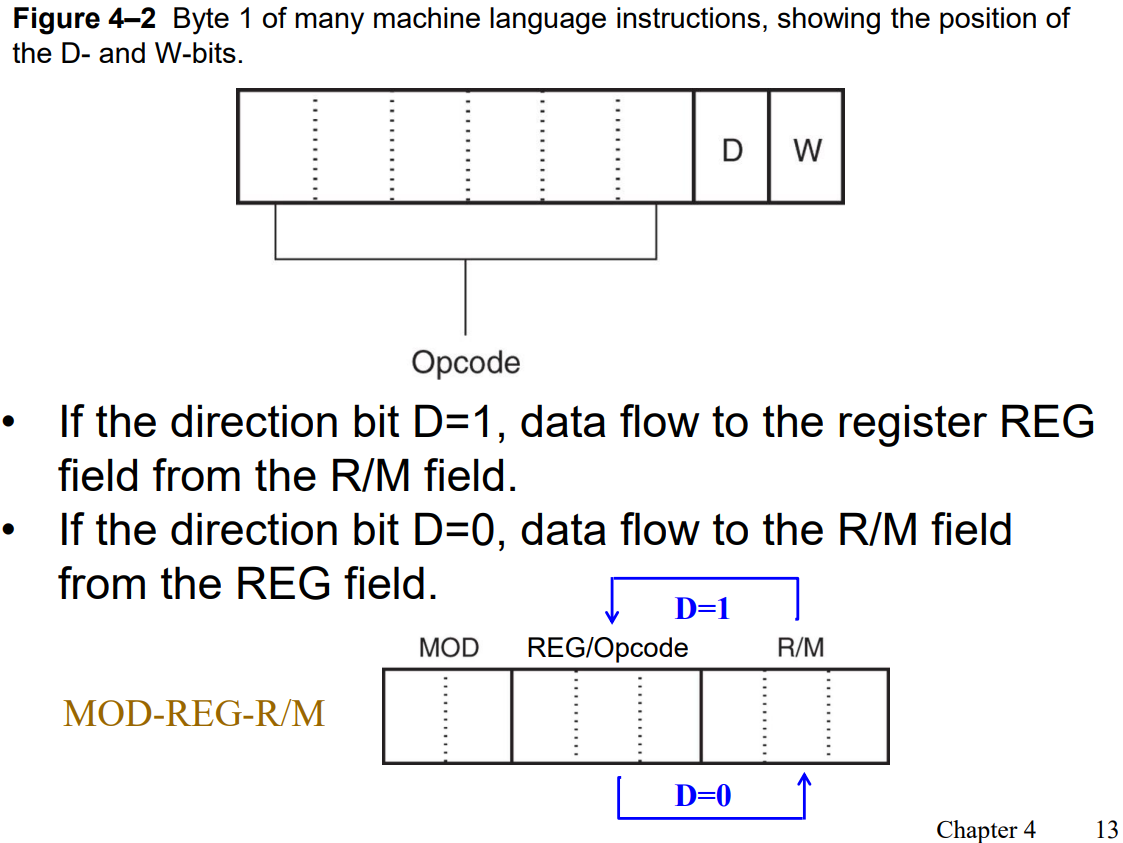 Figure 4–2 Byte 1 of many machine language instructions, showing the position of
the D- and W-bits.
D W
Opcode
• If the direction bit D=1, data flow to the register REG
field from the R/M field.
• If the direction bit D=0, data flow to the R/M field
from the REG field.
D=1
MOD REG/Opcode R/M
MOD-REG-R/M
D=0
Chapter 4 13